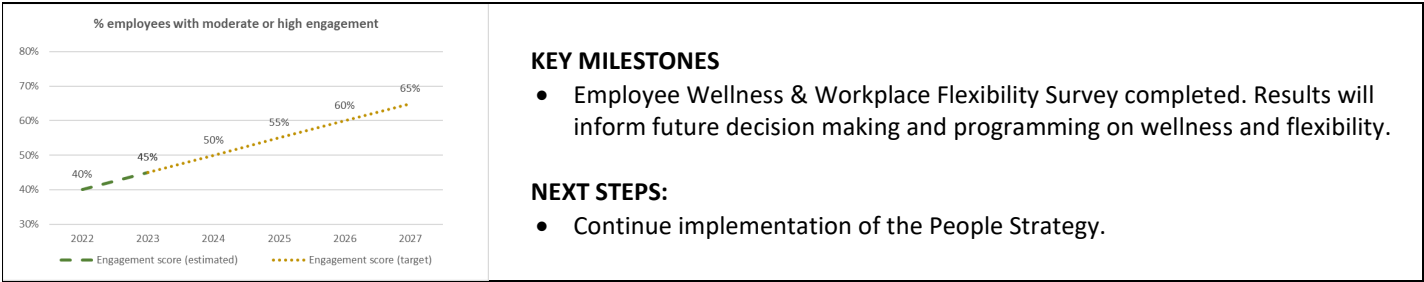 % employees with moderate or high engagement
80%
70%
60%
50%
40%
30%
40%
45%
50%
55%
60%
65%
2022 2023 2024 2025 2026 2027
Engagement score (estimated) Engagement score (target)
KEY MILESTONES
• Employee Wellness & Workplace Flexibility Survey completed. Results will
inform future decision making and programming on wellness and flexibility.
NEXT STEPS:
• Continue implementation of the People Strategy.